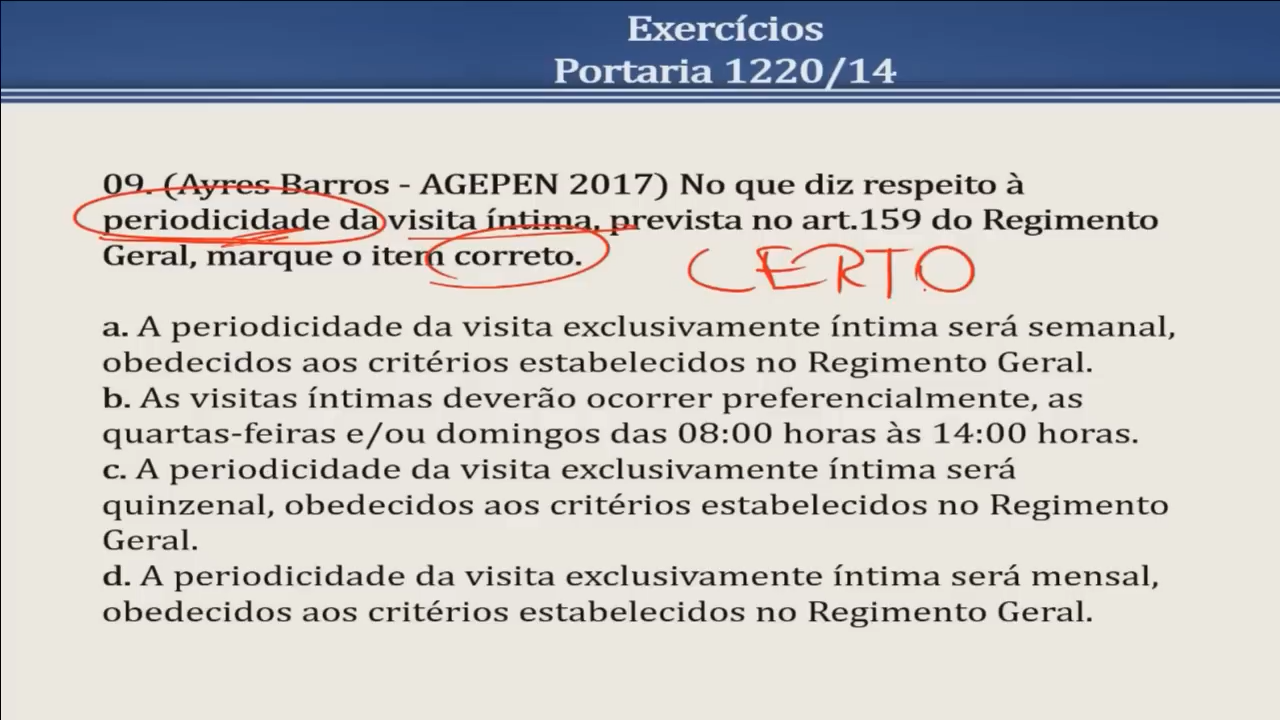 Exercícios
Portaria 1220/14
09. (Ayres Barros - AGEPEN 2017) No que diz respeito à
periodicidade da visita íntima, prevista no art.159 do Regimento
Geral, marque o item correto.
CERTO
a. A periodicidade da visita exclusivamente íntima será semanal,
obedecidos aos critérios estabelecidos no Regimento Geral.
b. As visitas íntimas deverão ocorrer preferencialmente, as
quartas-feiras e/ou domingos das 08:00 horas às 14:00 horas.
c. A periodicidade da visita exclusivamente íntima será
quinzenal, obedecidos aos critérios estabelecidos no Regimento
Geral.
d. A periodicidade da visita exclusivamente íntima será mensal,
obedecidos aos critérios estabelecidos no Regimento Geral.